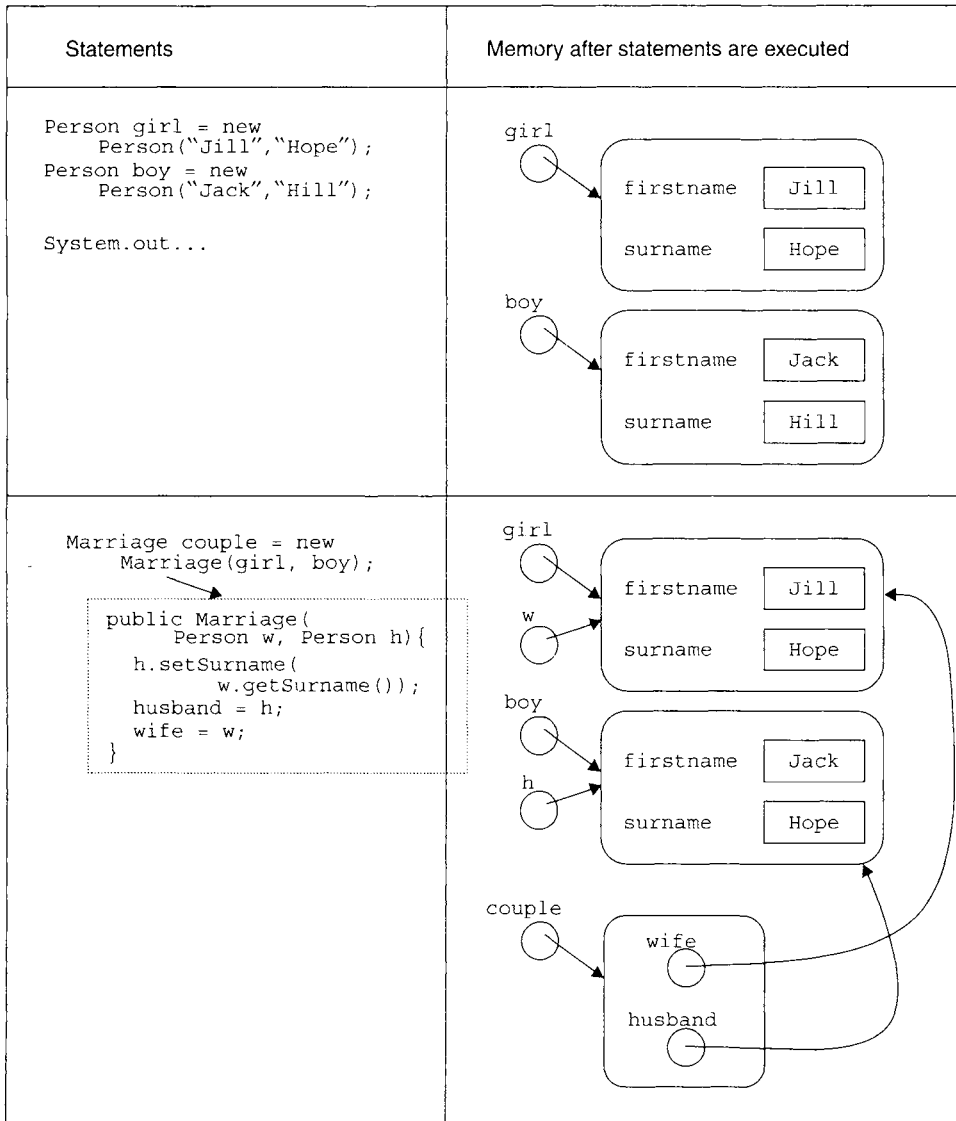 Statements
Memory after statements are executed
Person girl = new
Person(“Jill”,“Hope”);
Person boy = new
Person(“Jack”,“Hill”);
System.out...
girl
firstname Jill
surname Hope
boy
firstname Jack
surname Hill
Marriage couple = new
Marriage(girl, boy);
public Marriage(
Person w, Person h){
h.setSurname(
w.getSurname());
husband = h;
wife = w;
}
girl
firstname Jill
w
surname Hope
boy
firstname Jack
h
surname Hope
couple
wife
husband